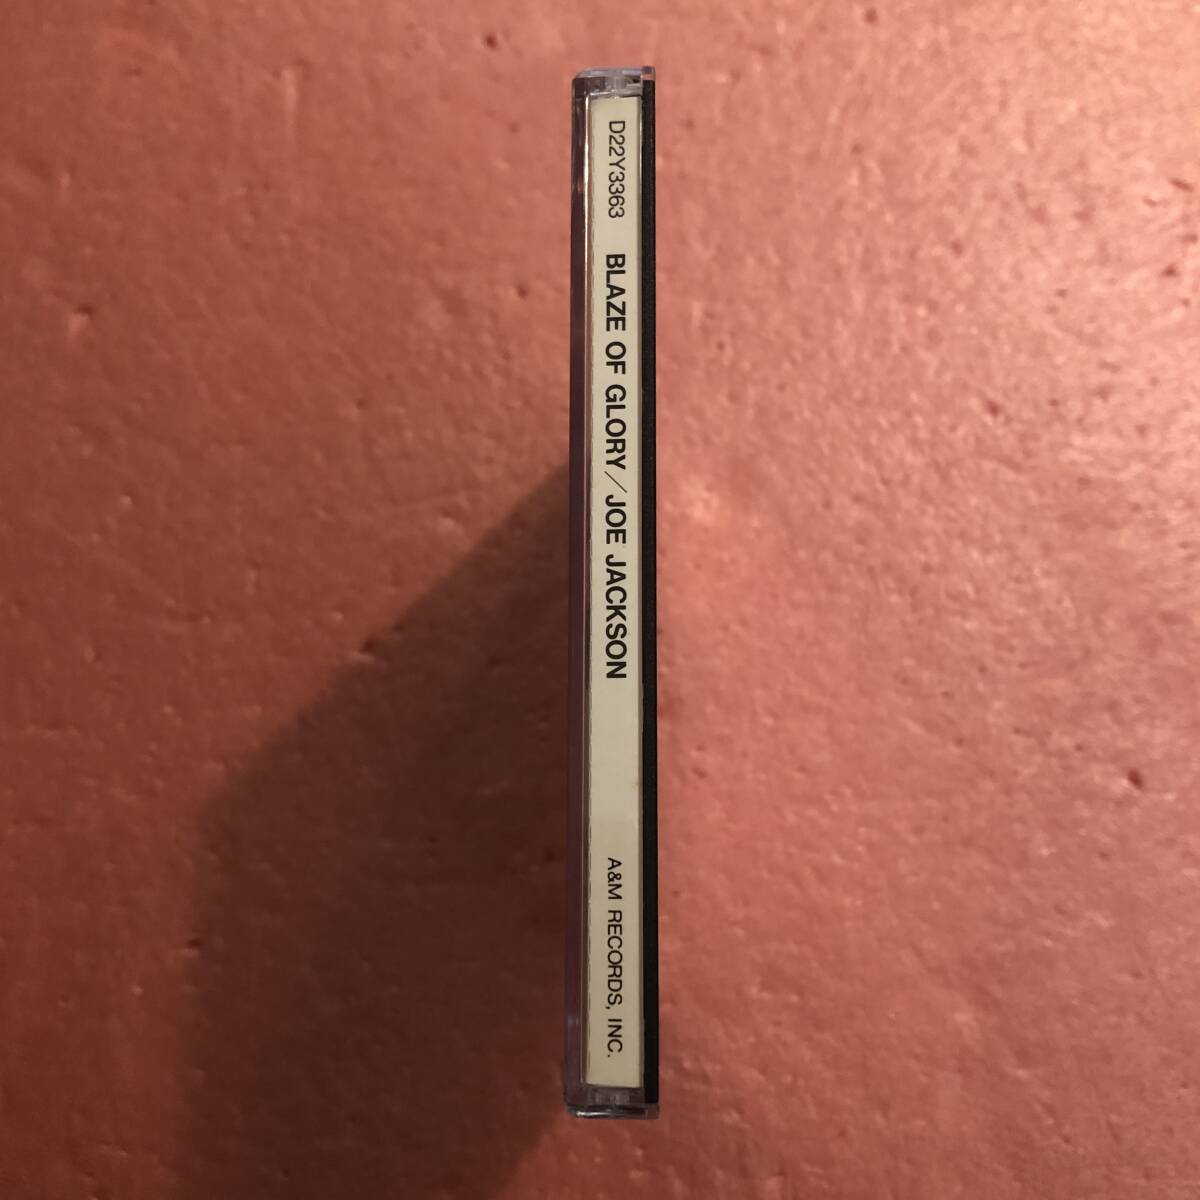 D22Y3363 BLAZE OF GLORY/JOE JACKSON A&M RECORDS, INC.